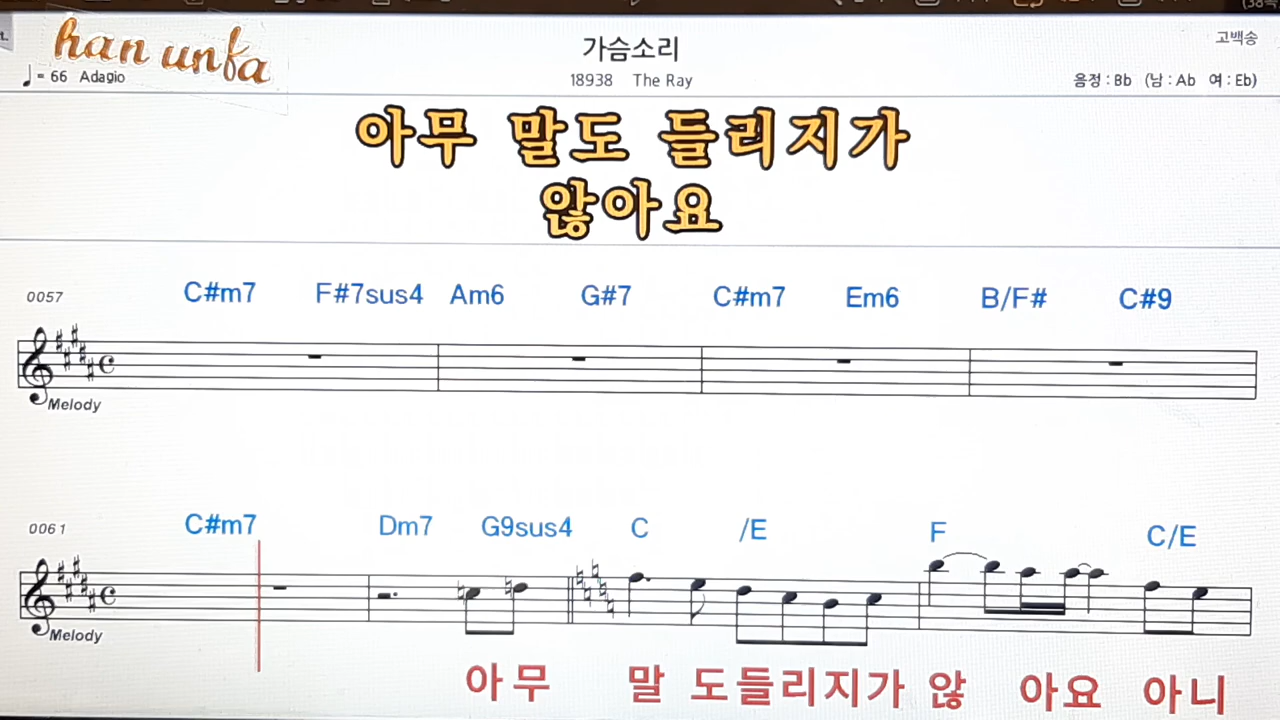 han unfa
가슴소리
고백송
♩= 66 Adagio
18938 The Ray
음정 : Bb (남 : Ab 여 : Eb)
아무 말도 들리지가
않아요
0057 C#m7 F#7sus4 Am6 G#7 C#m7 Em6 B/F# C#9
Melody
0061 C#m7 Dm7 G9sus4 C /E F C/E
Melody
아 무 말 도들리지가 않 아요 아니